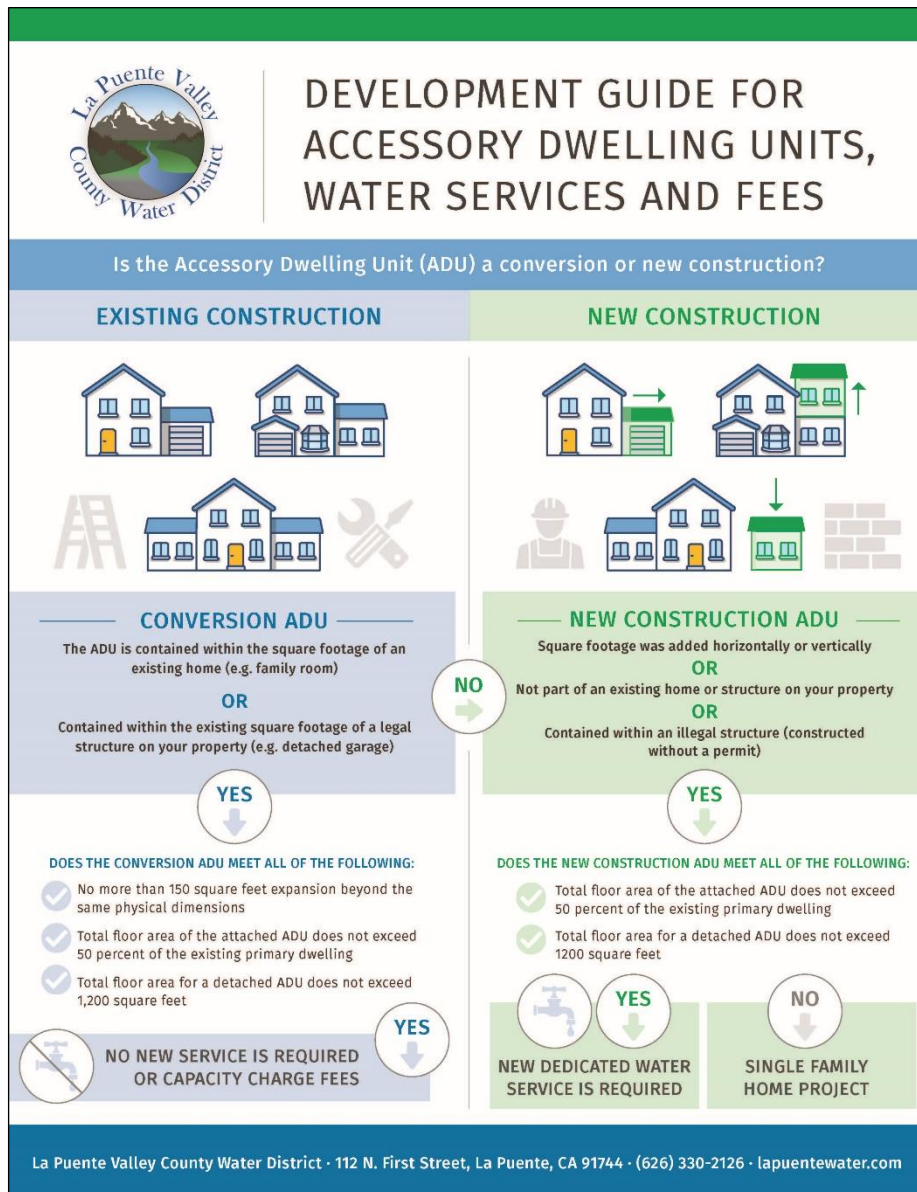 La Puente Valley
County Water District
DEVELOPMENT GUIDE FOR
ACCESSORY DWELLING UNITS,
WATER SERVICES AND FEES
Is the Accessory Dwelling Unit (ADU) a conversion or new construction?
EXISTING CONSTRUCTION
NEW CONSTRUCTION
CONVERSION ADU
The ADU is contained within the square footage of an
existing home (e.g. family room)
OR
Contained within the existing square footage of a legal
structure on your property (e.g. detached garage)
NO
NEW CONSTRUCTION ADU
Square footage was added horizontally or vertically
OR
Not part of an existing home or structure on your property
OR
Contained within an illegal structure (constructed
without a permit)
YES
DOES THE CONVERSION ADU MEET ALL OF THE FOLLOWING:
No more than 150 square feet expansion beyond the
same physical dimensions
Total floor area of the attached ADU does not exceed
50 percent of the existing primary dwelling
Total floor area for a detached ADU does not exceed
1,200 square feet
YES
NO NEW SERVICE IS REQUIRED
OR CAPACITY CHARGE FEES
YES
DOES THE NEW CONSTRUCTION ADU MEET ALL OF THE FOLLOWING:
Total floor area of the attached ADU does not exceed
50 percent of the existing primary dwelling
Total floor area for a detached ADU does not exceed
1200 square feet
YES
NEW DEDICATED WATER
SERVICE IS REQUIRED
NO
SINGLE FAMILY
HOME PROJECT
La Puente Valley County Water District · 112 N. First Street, La Puente, CA 91744 · (626) 330-2126 · lapuentewater.com